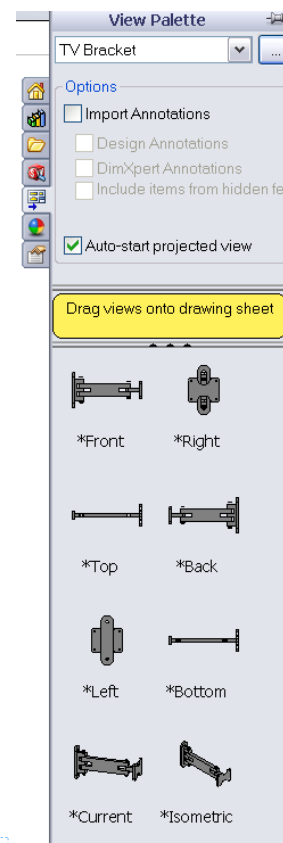 View Palette
TV Bracket
...
Options
Import Annotations
Design Annotations
DimXpert Annotations
Include items from hidden fe
Auto-start projected view
Drag views onto drawing sheet
*Front *Right
*Top *Back
*Left *Bottom
*Current *Isometric